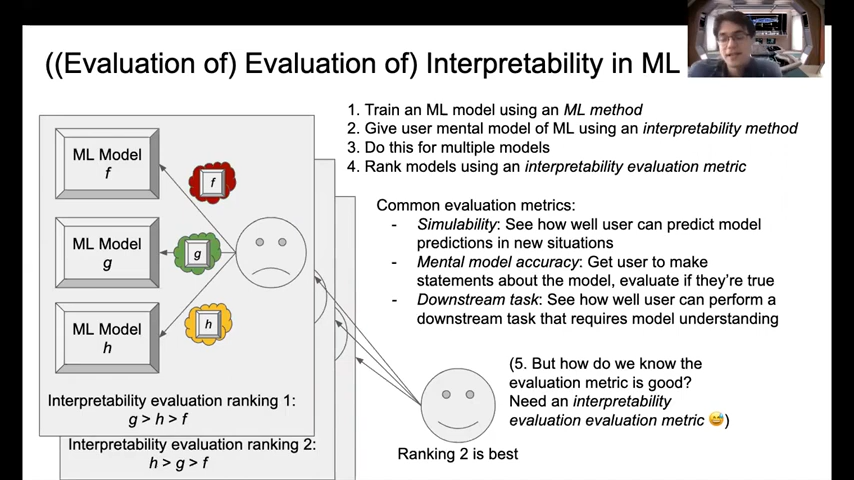 ((Evaluation of) Evaluation of) Interpretability in ML
1. Train an ML model using an ML method
2. Give user mental model of ML using an interpretability method
3. Do this for multiple models
4. Rank models using an interpretability evaluation metric
ML Model
f
f
ML Model
g
g
ML Model
h
h
Common evaluation metrics:
- Simulability: See how well user can predict model
predictions in new situations
- Mental model accuracy: Get user to make
statements about the model, evaluate if they're true
- Downstream task: See how well user can perform a
downstream task that requires model understanding
(5. But how do we know the
evaluation metric is good?
Need an interpretability
evaluation evaluation metric 😅)
Interpretability evaluation ranking 1:
g > h > f
Interpretability evaluation ranking 2:
h > g > f
Ranking 2 is best